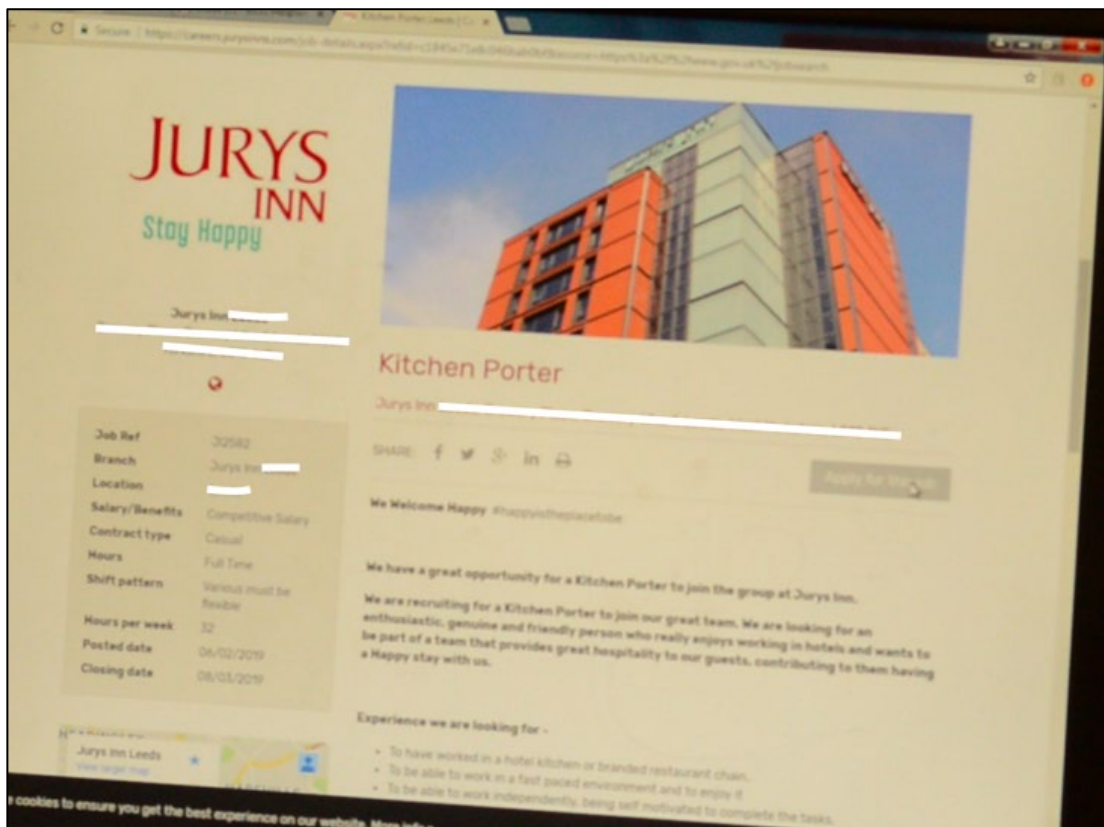 Kitchen Porter Leeds | C
Secure
JURYS
INN
Stay Happy
Jurys Inn
Job Ref
Branch Jurys Inn
Location
Salary/Benefits Competitive Salary
Contract type Casual
Hours Full Time
Shift pattern Various must be
flexible
Hours per week 32
Posted date 06/02/2019
Closing date 08/03/2019
Jurys Inn Leeds
View larger map
Kitchen Porter
Jurys Inn
SHARE: f in
Apply for
We Welcome Happy #happyistheplacetobe
We have a great opportunity for a Kitchen Porter to join the group at Jurys Inn.
We are recruiting for a Kitchen Porter to join our great team. We are looking for an
enthusiastic, genuine and friendly person who really enjoys working in hotels and wants to
be part of a team that provides great hospitality to our guests, contributing to them having
a Happy stay with us.
Experience we are looking for -
• To have worked in a hotel kitchen or branded restaurant chain.
• To be able to work in a fast paced environment and to enjoy it
• To be able to work independently, being self motivated to complete the tasks.
e cookies to ensure you get the best experience on our website. More